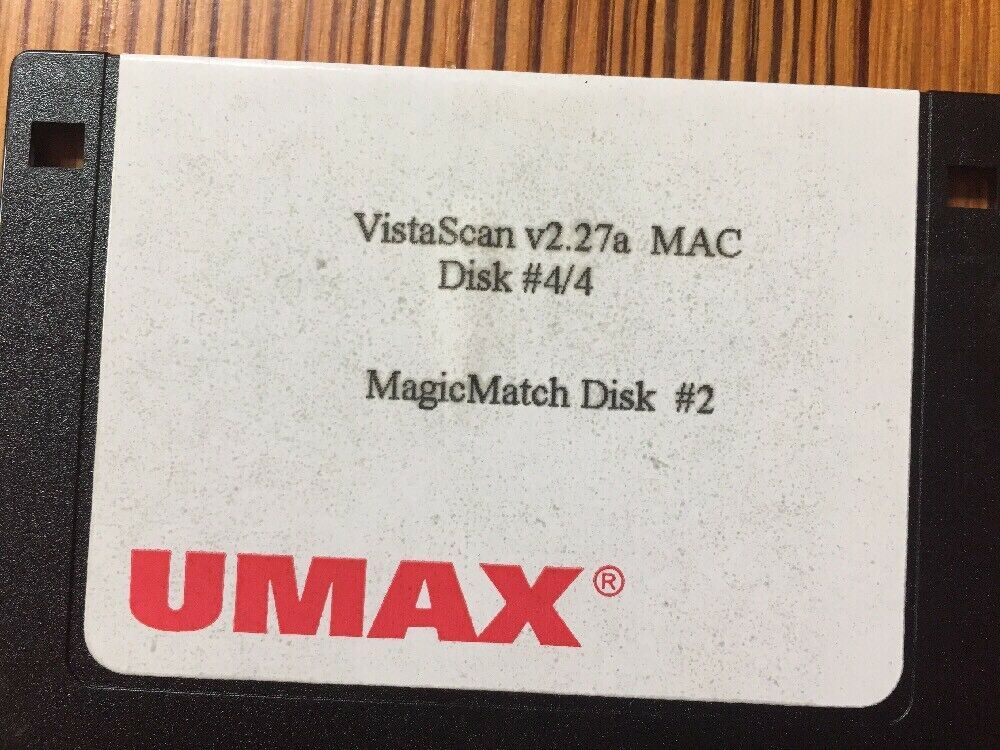 VistaScan v2.27a MAC
Disk #4/4
MagicMatch Disk #2
UMAX®